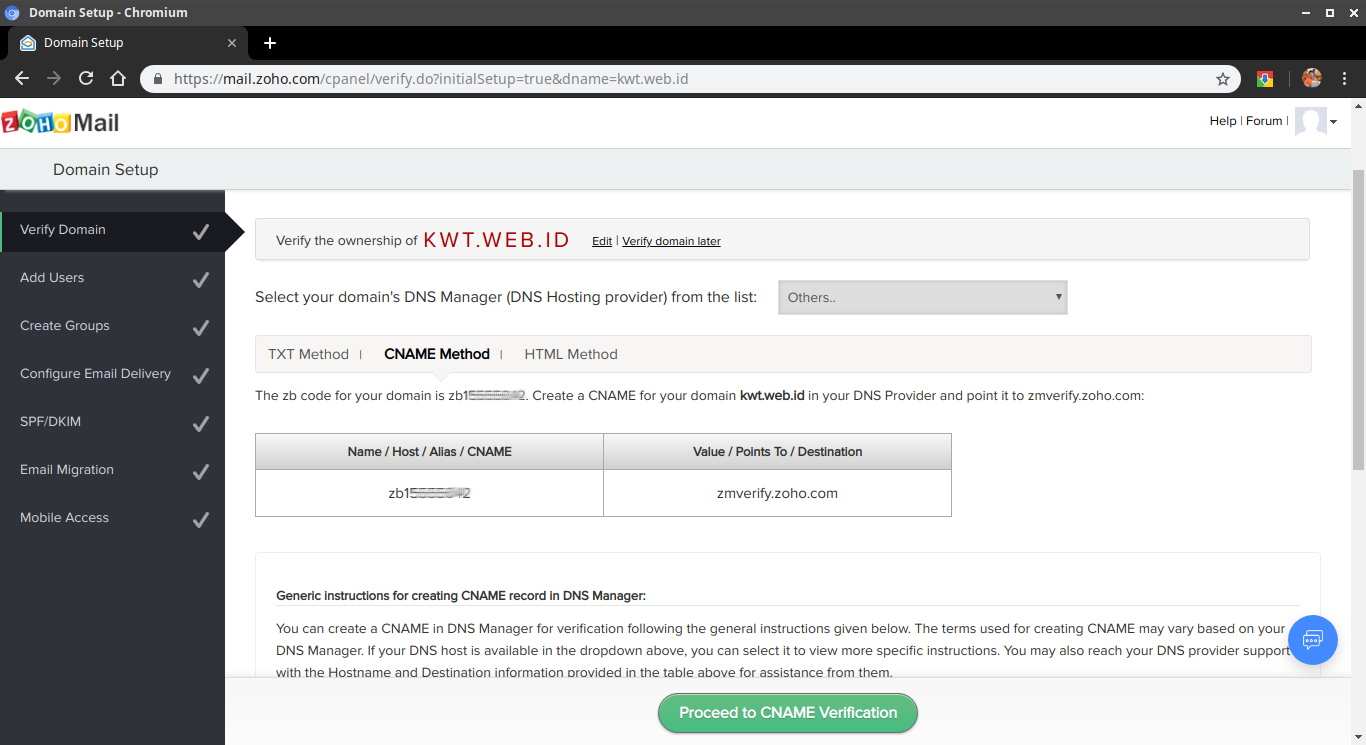 Domain Setup - Chromium
Domain Setup
https://mail.zoho.com/cpanel/verify.do?initialSetup=true&dname=kwt.web.id
ZOHO Mail
Help | Forum |
Domain Setup
Verify Domain
Add Users
Create Groups
Configure Email Delivery
SPF/DKIM
Email Migration
Mobile Access
Verify the ownership of KWT.WEB.ID Edit | Verify domain later
Select your domain's DNS Manager (DNS Hosting provider) from the list: Others..
TXT Method | CNAME Method | HTML Method
The zb code for your domain is . Create a CNAME for your domain kwt.web.id in your DNS Provider and point it to zmverify.zoho.com:
Name / Host / Alias / CNAME Value / Points To / Destination
zmverify.zoho.com
Generic instructions for creating CNAME record in DNS Manager:
You can create a CNAME in DNS Manager for verification following the general instructions given below. The terms used for creating CNAME may vary based on your
DNS Manager. If your DNS host is available in the dropdown above, you can select it to view more specific instructions. You may also reach your DNS provider support
with the Hostname and Destination information provided in the table above for assistance from them.
Proceed to CNAME Verification